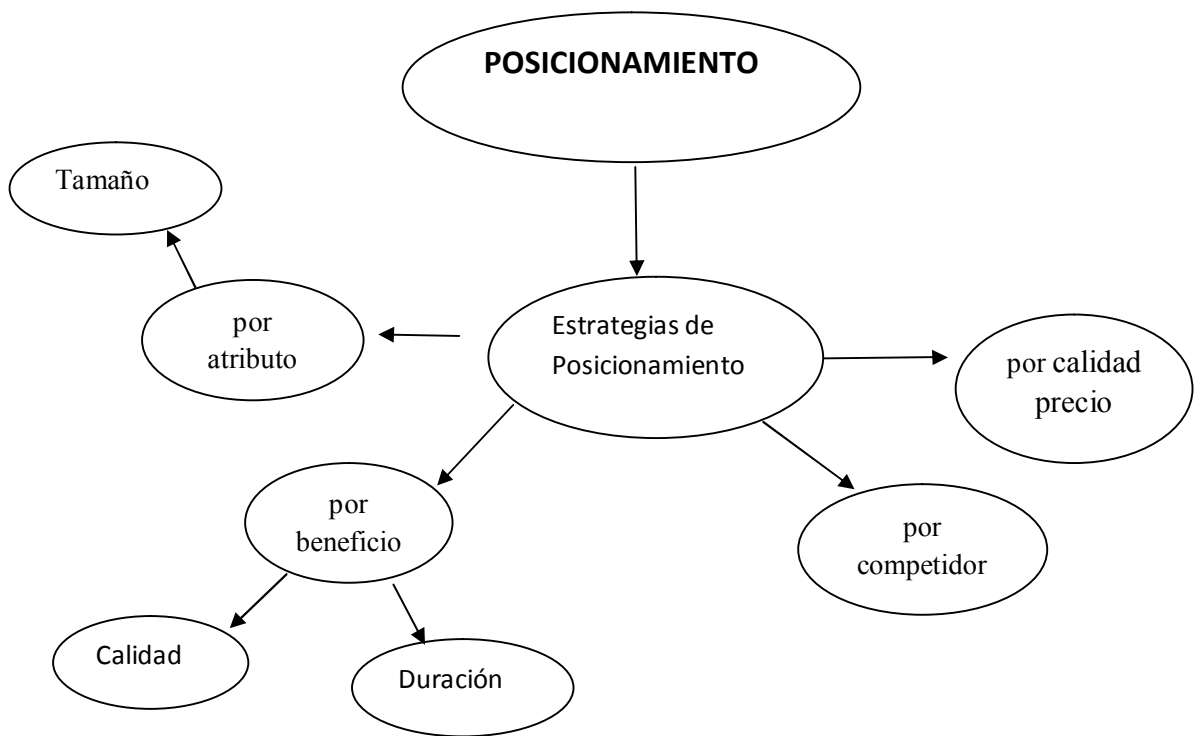 POSICIONAMIENTO
Tamaño
por
atributo
Estrategias de
Posicionamiento
por calidad
precio
por
beneficio
por
competidor
Calidad
Duración